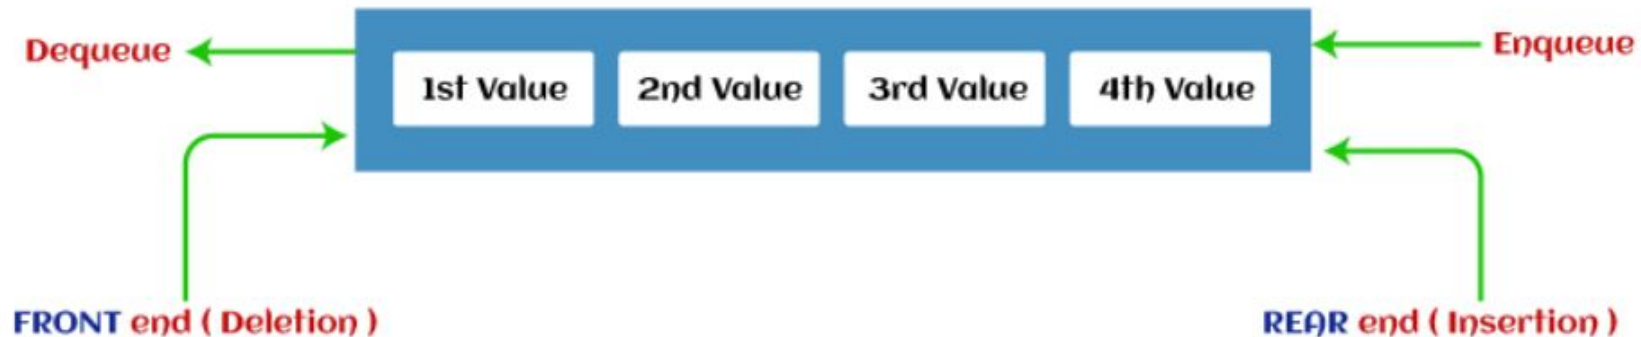 Dequeue
Enqueue
1st Value
2nd Value
3rd Value
4th Value
FRONT end ( Deletion )
REAR end ( Insertion )